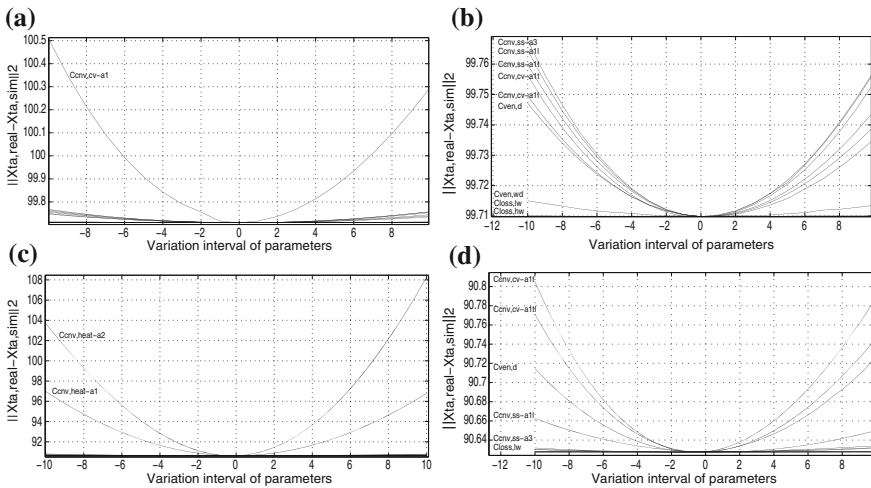 (a)
100.5
100.4
100.3
100.2
100.1
100
99.9
99.8
||Xta,real−Xta,sim||2
Ccnv,cv−a1
−8 −6 −4 −2 0 2 4 6 8
Variation interval of parameters
(b)
99.76
99.75
99.74
99.73
99.72
99.71
||Xta,real−Xta,sim||2
Ccnv,ss−a3
Ccnv,ss−a1l
Ccnv,ss−a1t
Ccnv,cv−a1t
Ccnv,cv−a1l
Cven,d
Cven,wd
Closs,lw
Closs,hw
−12 −10 −8 −6 −4 −2 0 2 4 6 8
Variation interval of parameters
(c)
108
106
104
102
100
98
96
94
92
||Xta,real−Xta,sim||2
Ccnv,heat−a2
Ccnv,heat−a1
−10 −8 −6 −4 −2 0 2 4 6 8 10
Variation interval of parameters
(d)
90.8
90.78
90.76
90.74
90.72
90.7
90.68
90.66
90.64
||Xta,real−Xta,sim||2
Ccnv,cv−a1l
Ccnv,cv−a1tl
Cven,d
Ccnv,ss−a1l
Ccnv,ss−a3
Closs,lw
−12 −10 −8 −6 −4 −2 0 2 4 6 8
Variation interval of parameters